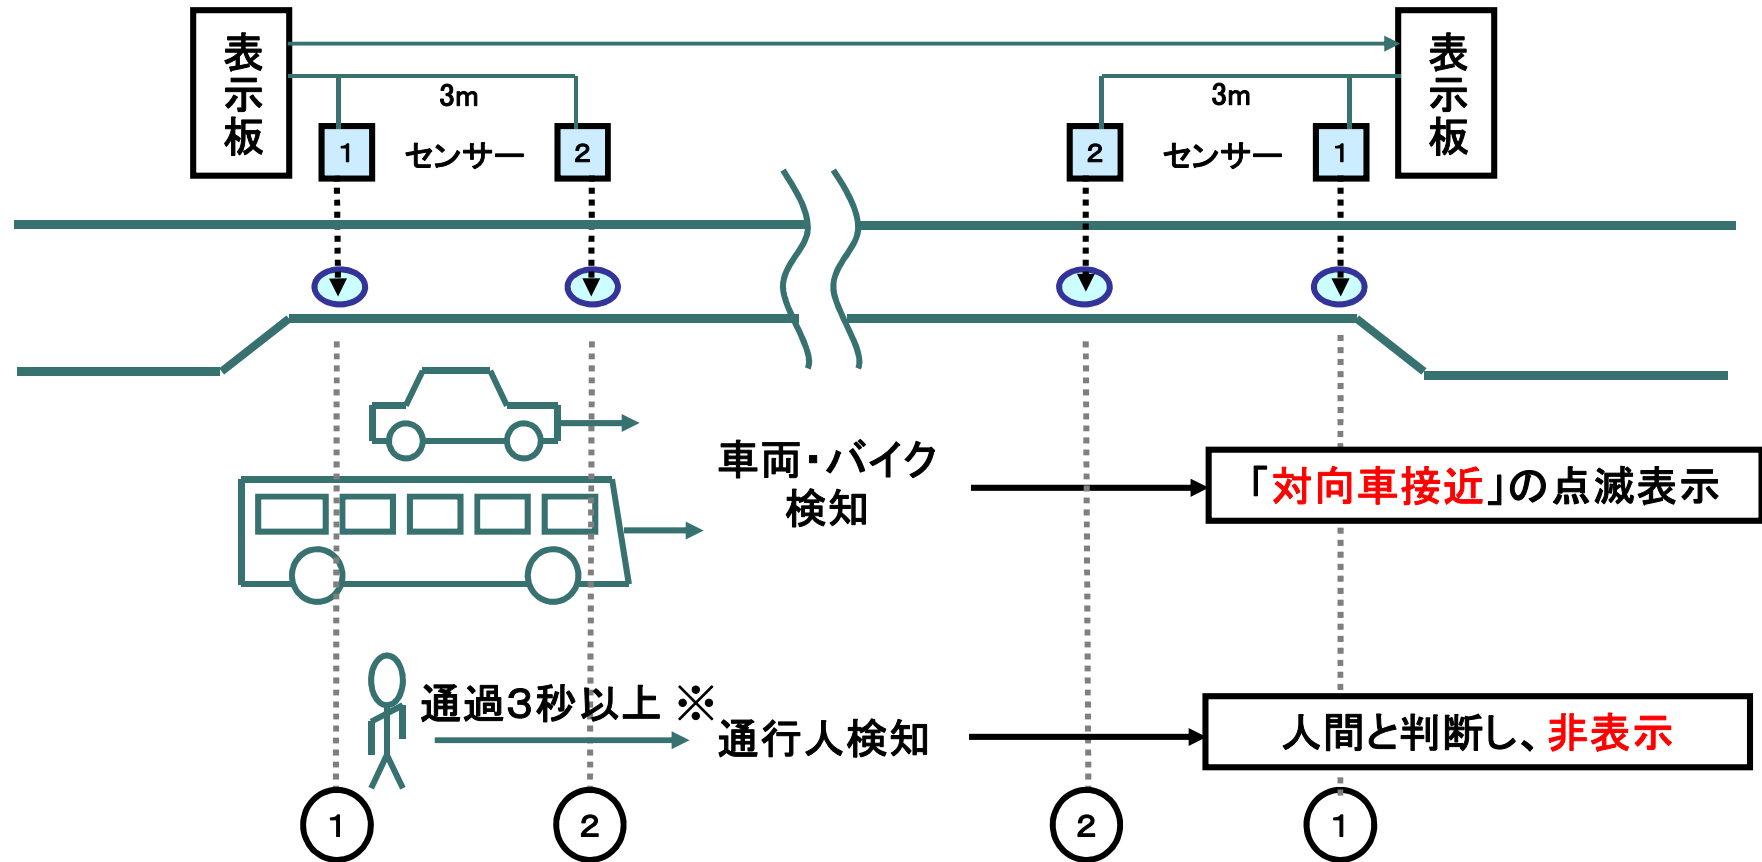 表示板
表示板
3m
3m
1
センサー
2
2
センサー
1
車両・バイク
検知
「対向車接近」の点滅表示
通過3秒以上 ※
通行人検知
人間と判断し、非表示
1
2
2
1